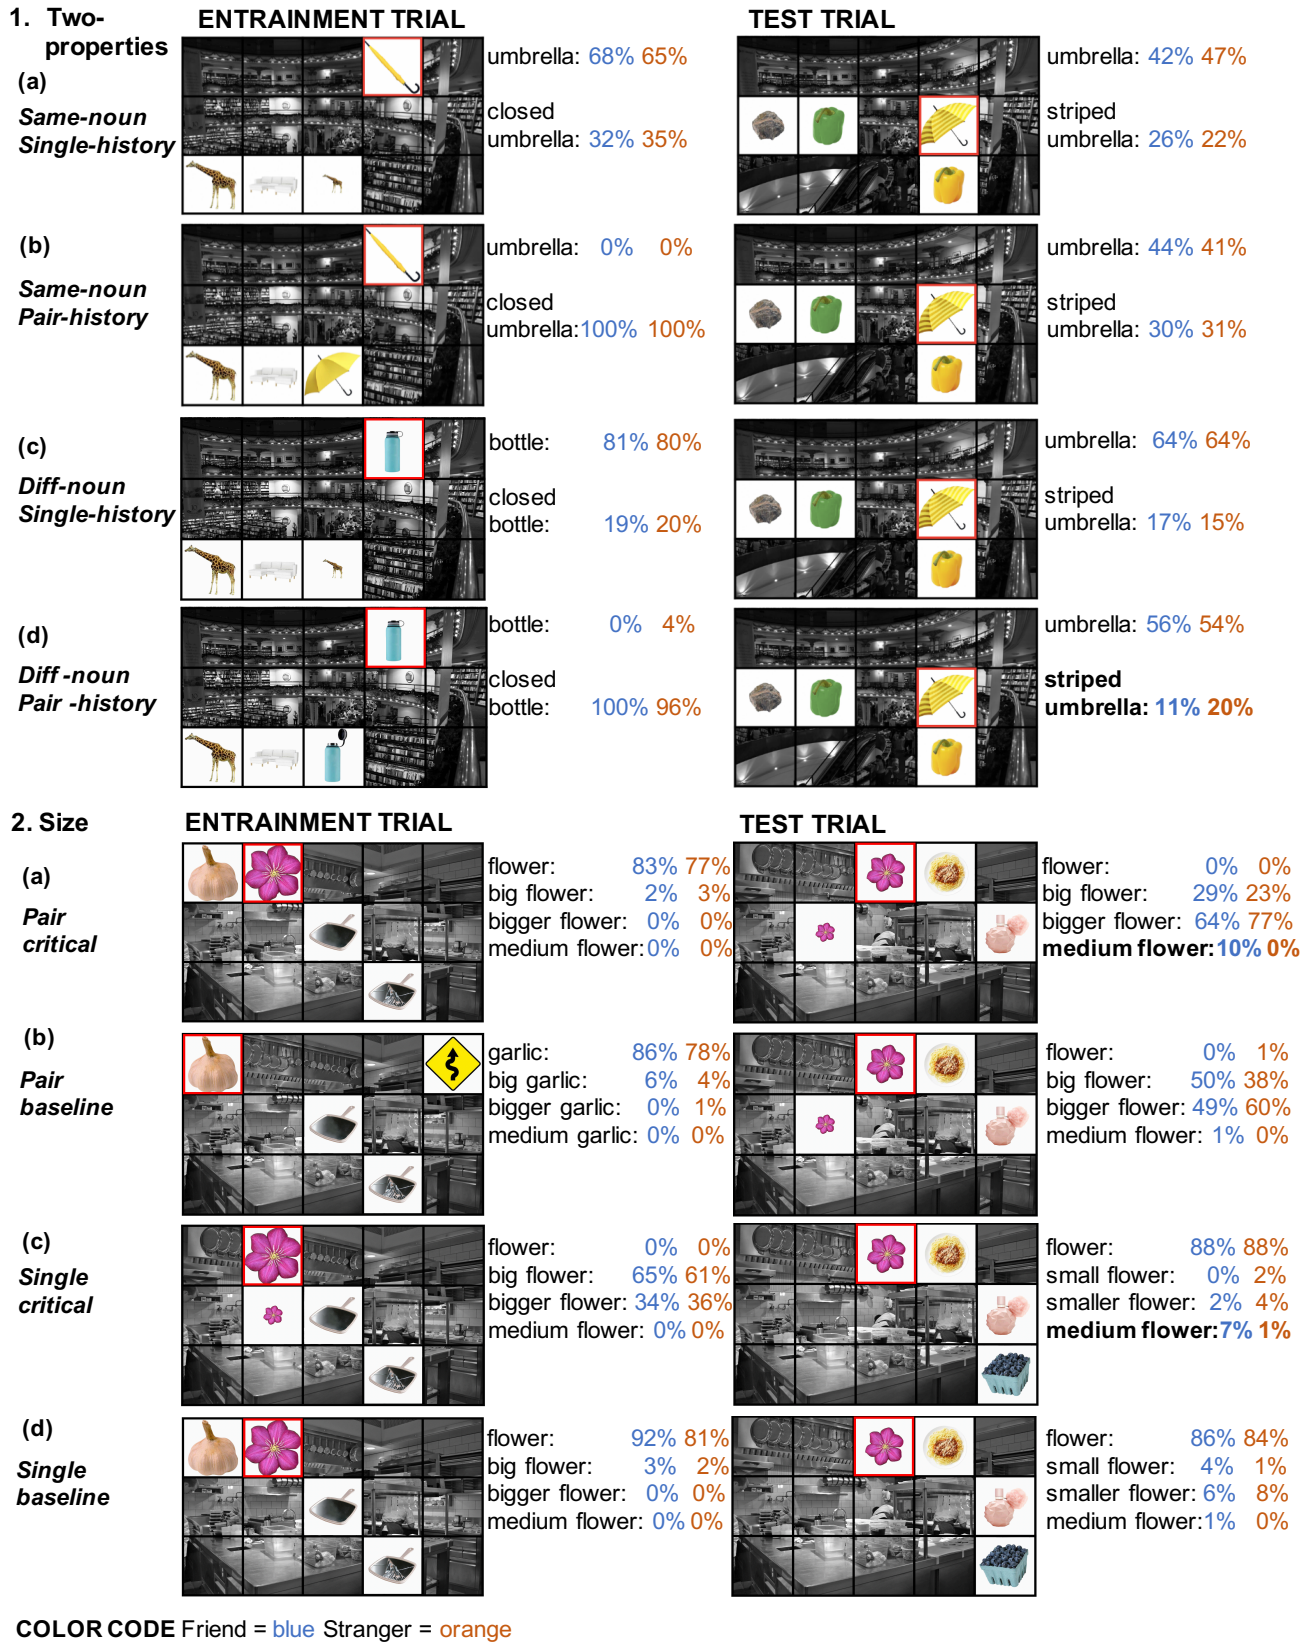 1. Two-properties ENTRAINMENT TRIAL TEST TRIAL
(a)
Same-noun
Single-history
umbrella: 68% 65%
closed
umbrella: 32% 35%
umbrella: 42% 47%
striped
umbrella: 26% 22%
(b)
Same-noun
Pair-history
umbrella: 0% 0%
closed
umbrella:100% 100%
umbrella: 44% 41%
striped
umbrella: 30% 31%
(c)
Diff-noun
Single-history
bottle: 81% 80%
closed
bottle: 19% 20%
umbrella: 64% 64%
striped
umbrella: 17% 15%
(d)
Diff -noun
Pair -history
bottle: 0% 4%
closed
bottle: 100% 96%
umbrella: 56% 54%
striped
umbrella: 11% 20%
2. Size ENTRAINMENT TRIAL TEST TRIAL
(a)
Pair
critical
flower: 83% 77%
big flower: 2% 3%
bigger flower: 0% 0%
medium flower: 0% 0%
flower: 0% 0%
big flower: 29% 23%
bigger flower: 64% 77%
medium flower: 10% 0%
(b)
Pair
baseline
garlic: 86% 78%
big garlic: 6% 4%
bigger garlic: 0% 1%
medium garlic: 0% 0%
flower: 0% 1%
big flower: 50% 38%
bigger flower: 49% 60%
medium flower: 1% 0%
(c)
Single
critical
flower: 0% 0%
big flower: 65% 61%
bigger flower: 34% 36%
medium flower: 0% 0%
flower: 88% 88%
small flower: 0% 2%
smaller flower: 2% 4%
medium flower:7% 1%
(d)
Single
baseline
flower: 92% 81%
big flower: 3% 2%
bigger flower: 0% 0%
medium flower: 0% 0%
flower: 86% 84%
small flower: 4% 1%
smaller flower: 6% 8%
medium flower:1% 0%
COLOR CODE Friend = blue Stranger = orange